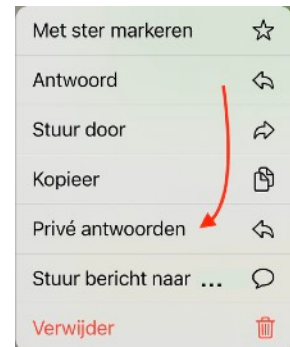 Met ster markeren
Antwoord
Stuur door
Kopieer
Privé antwoorden
Stuur bericht naar ...
Verwijder